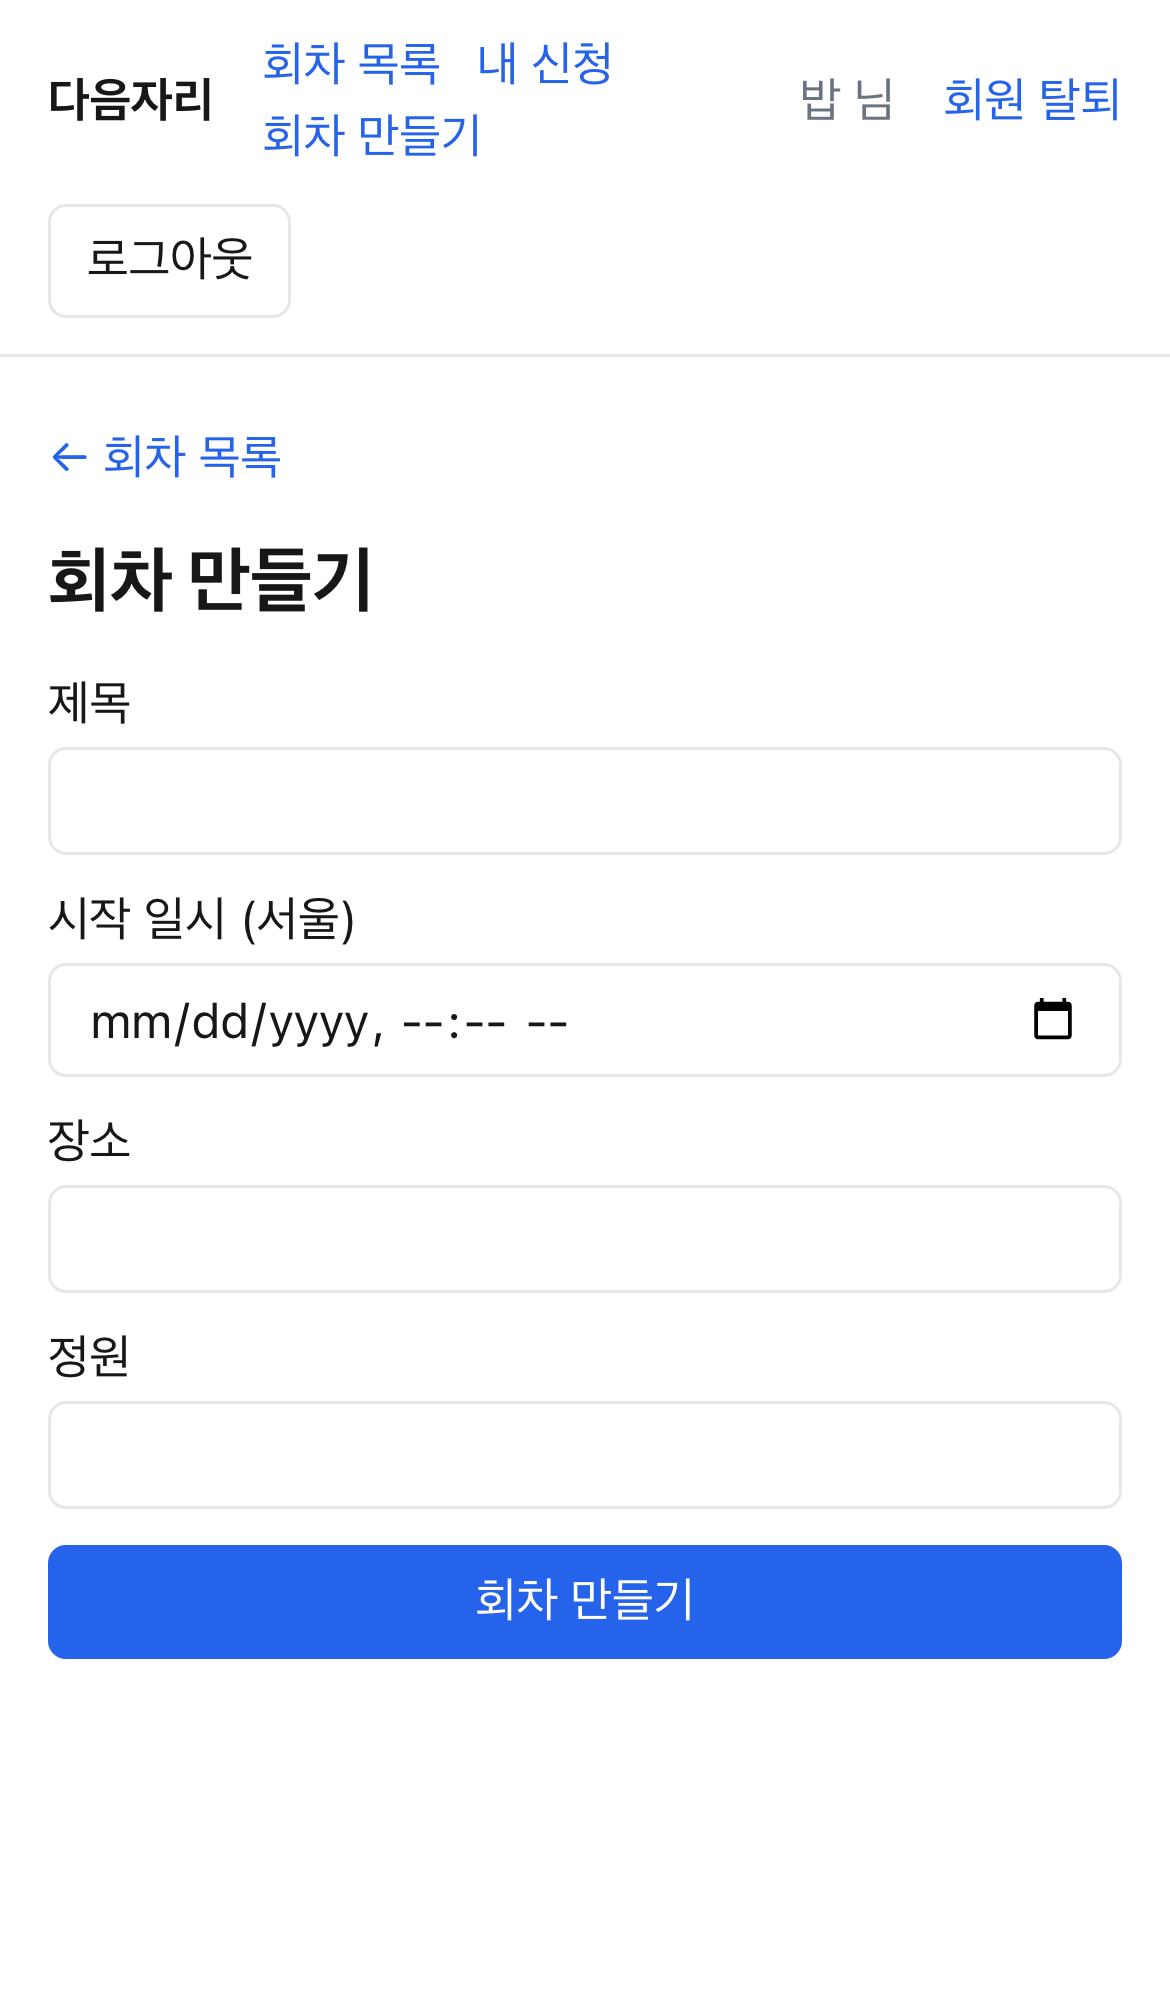 다음자리
회차 목록 내 신청
회차 만들기
밥 님 회원 탈퇴
로그아웃
← 회차 목록
회차 만들기
제목
시작 일시 (서울)
mm/dd/yyyy, --:-- --
장소
정원
회차 만들기